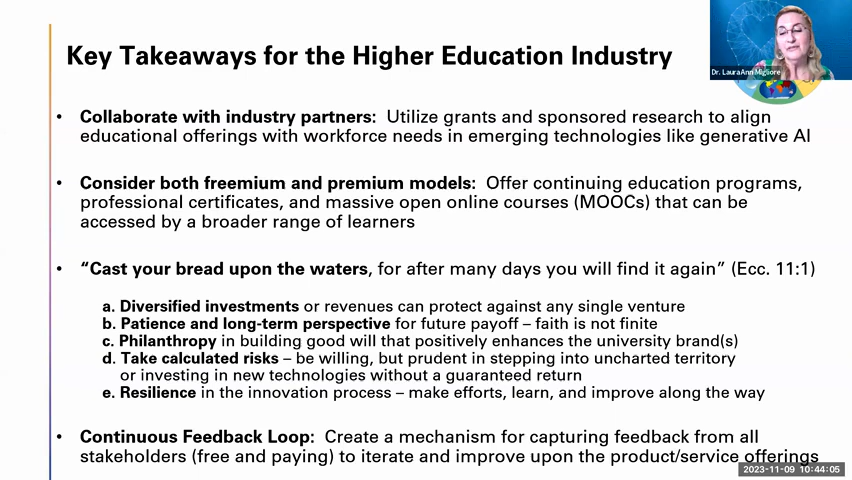 Key Takeaways for the Higher Education Industry
Dr. LauraAnn Migliore
• Collaborate with industry partners: Utilize grants and sponsored research to align
educational offerings with workforce needs in emerging technologies like generative AI
• Consider both freemium and premium models: Offer continuing education programs,
professional certificates, and massive open online courses (MOOCs) that can be
accessed by a broader range of learners
• “Cast your bread upon the waters, for after many days you will find it again” (Ecc. 11:1)
a. Diversified investments or revenues can protect against any single venture
b. Patience and long-term perspective for future payoff – faith is not finite
c. Philanthropy in building good will that positively enhances the university brand(s)
d. Take calculated risks – be willing, but prudent in stepping into uncharted territory
or investing in new technologies without a guaranteed return
e. Resilience in the innovation process – make efforts, learn, and improve along the way
• Continuous Feedback Loop: Create a mechanism for capturing feedback from all
stakeholders (free and paying) to iterate and improve upon the product/service offerings
2023-11-09 10:44:05